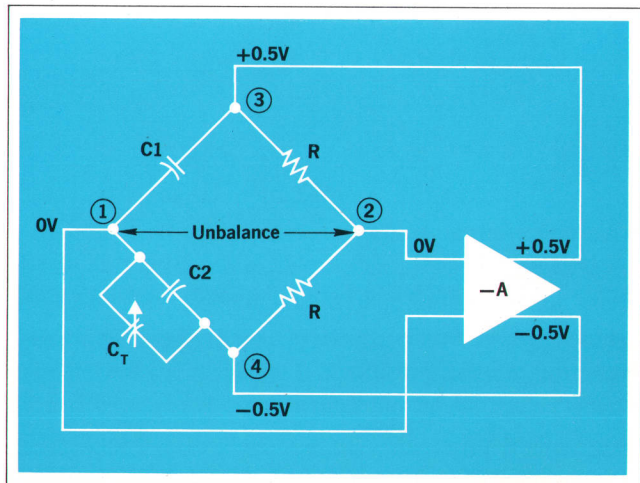 +0.5V
③
C1
R
①
②
0V
Unbalance
0V
+0.5V
C2
–A
R
C_T
–0.5V
④
–0.5V